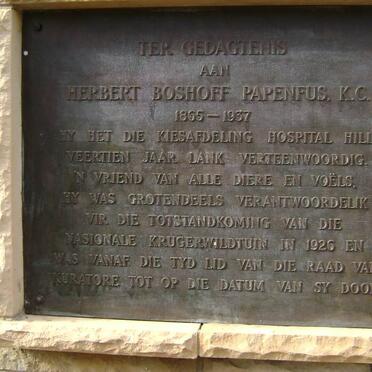 TER GEDAGTENIS
AAN
HERBERT BOSHOFF PAPENFUS, K.C.
1865 — 1937
HY HET DIE KIESAFDELING HOSPITAL HILL
VEERTIEN JAAR LANK VERTEENWOORDIG.
'N VRIEND VAN ALLE DIERE EN VOËLS,
HY WAS GROTENDEELS VERANTWOORDELIK
VIR DIE TOTSTANDKOMING VAN DIE
NASIONALE KRUGERWILDTUIN IN 1926 EN
WAS VANAF DIE TYD LID VAN DIE RAAD VAN
KURATORE TOT OP DIE DATUM VAN SY DOOD